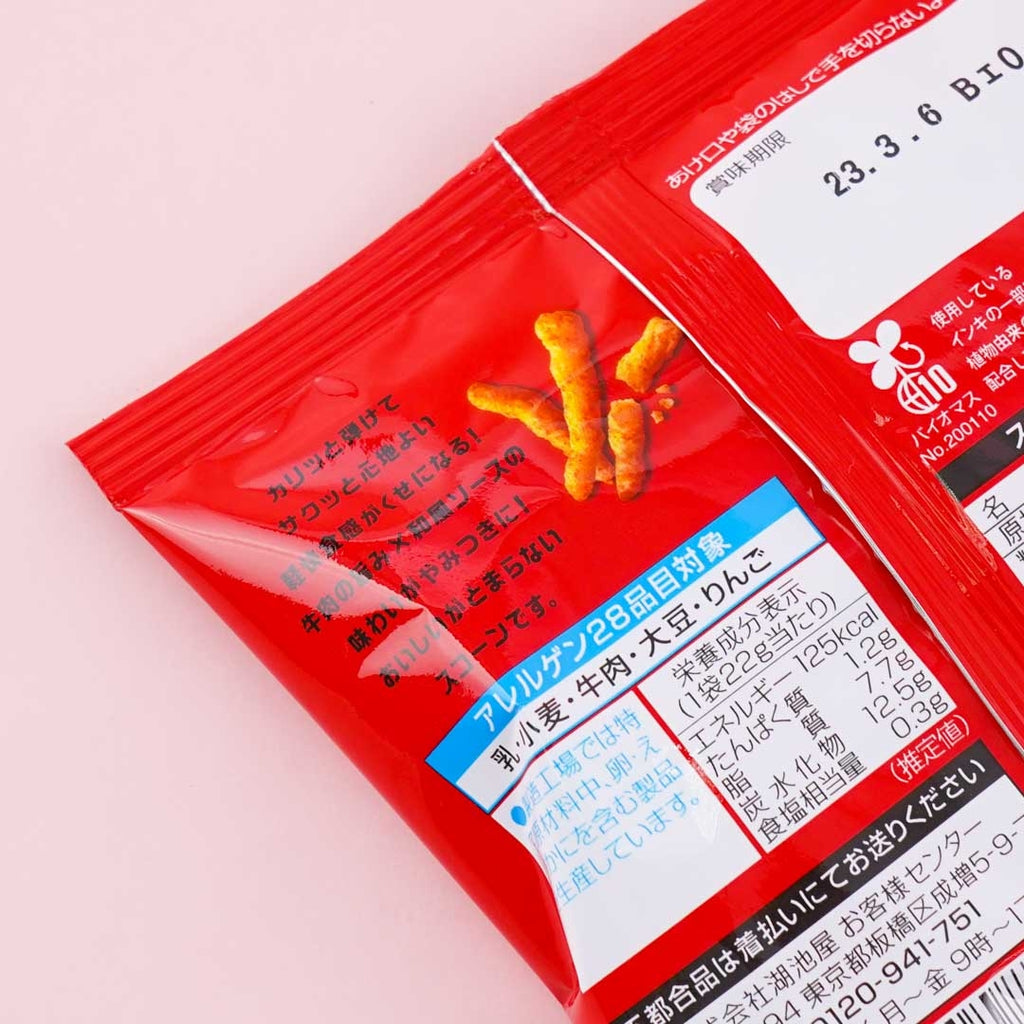 あけ口や袋のはしで手を切らないよ
賞味期限
23.3.6 BIO
使用している
インキの一部
植物由来
配合し
バイオマス
No.200110
カリッと弾けて
サクッと心地よい
軽快食感がくせになる!
牛肉の旨み×和風ソースの
味わいがやみつきに!
おいしいがとまらない
スコーンです。
アレルゲン28品目対象
乳・小麦・牛肉・大豆・りんご
工場では特
原材料中、卵・え
かにを含む製品
生産しています。
栄養成分表示
(1袋22g当たり)
エネルギー 125kcal
たんぱく質 1.2g
脂質 7.7g
炭水化物 12.5g
食塩相当量 0.3g
(推定値)
ス
名
原
都合品は着払いにてお送りください
式会社湖池屋 お客様センター
94 東京都板橋区成増5-9-
0120-941-751
月～金 9時～1